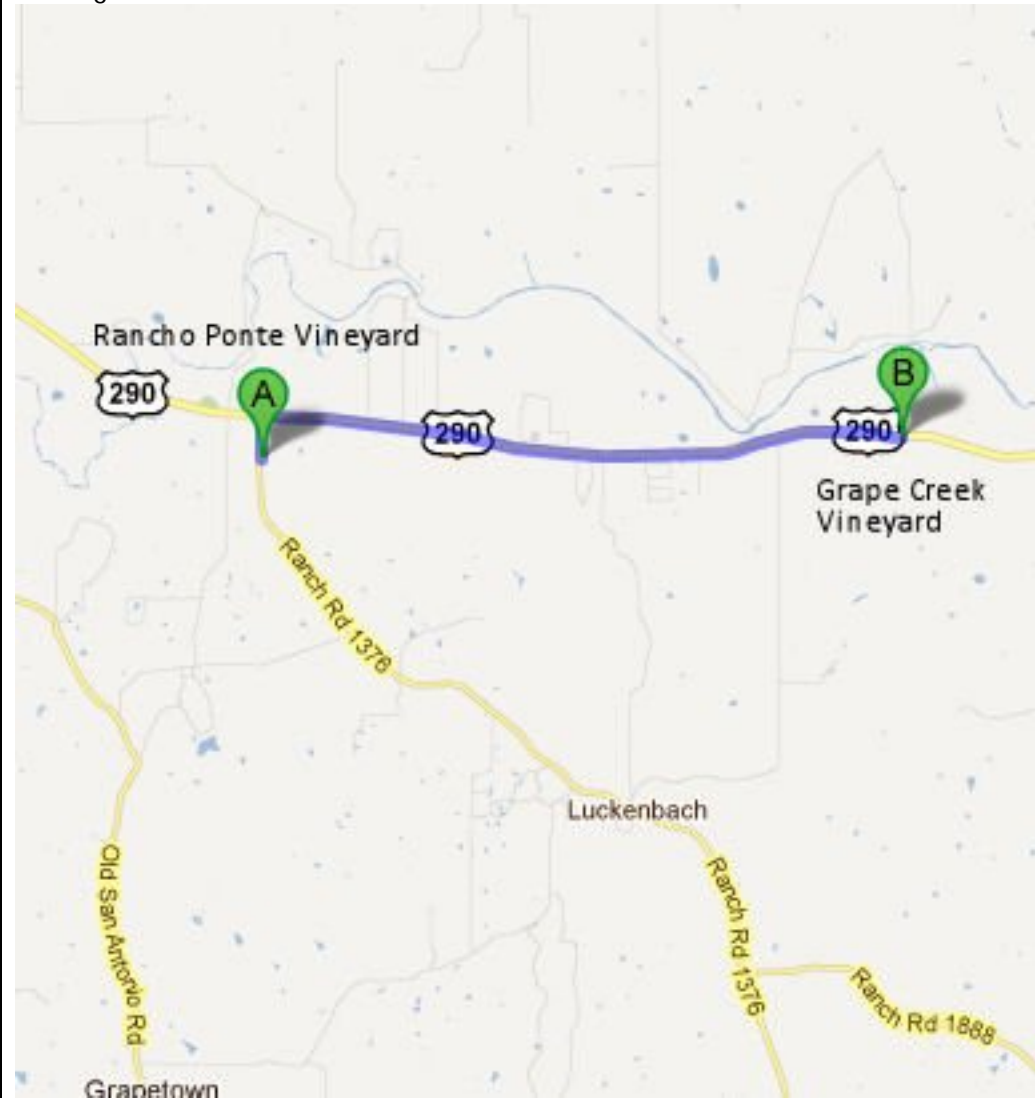 Rancho Ponte Vineyard
290
A
290
B
290
Grape Creek
Vineyard
Ranch Rd 1376
Luckenbach
Old San Antonio Rd
Ranch Rd 1376
Ranch Rd 1888
Grapetown